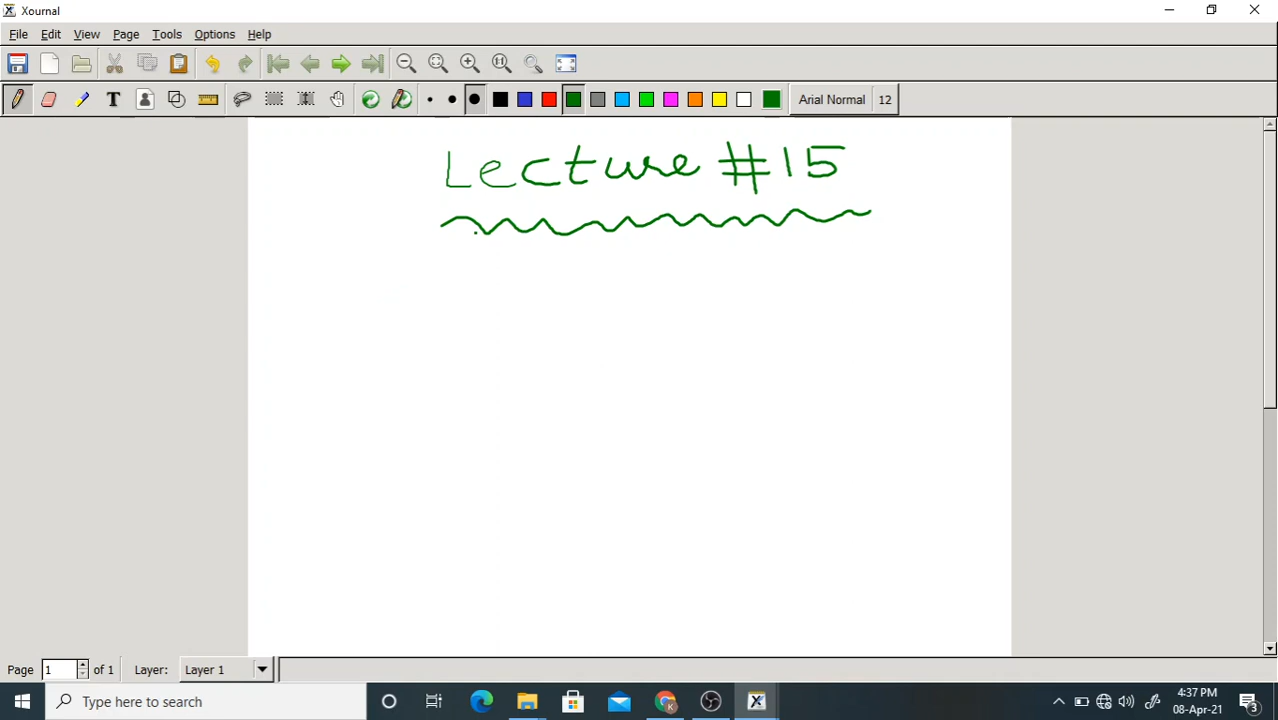 Xournal
File Edit View Page Tools Options Help
Arial Normal 12
Lecture #15
Page 1 of 1 Layer: Layer 1
Type here to search
4:37 PM
08-Apr-21
3